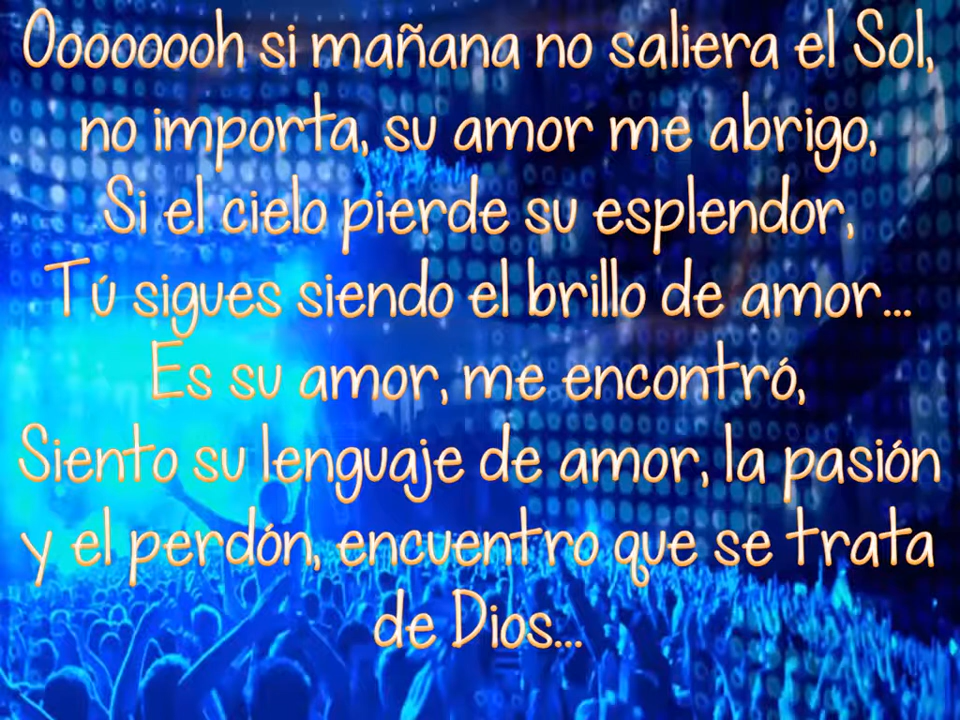 Oooooooh si mañana no saliera el Sol,
no importa, su amor me abrigo,
Si el cielo pierde su esplendor,
Tú sigues siendo el brillo de amor...
Es su amor, me encontró,
Siento su lenguaje de amor, la pasión
y el perdón, encuentro que se trata
de Dios...